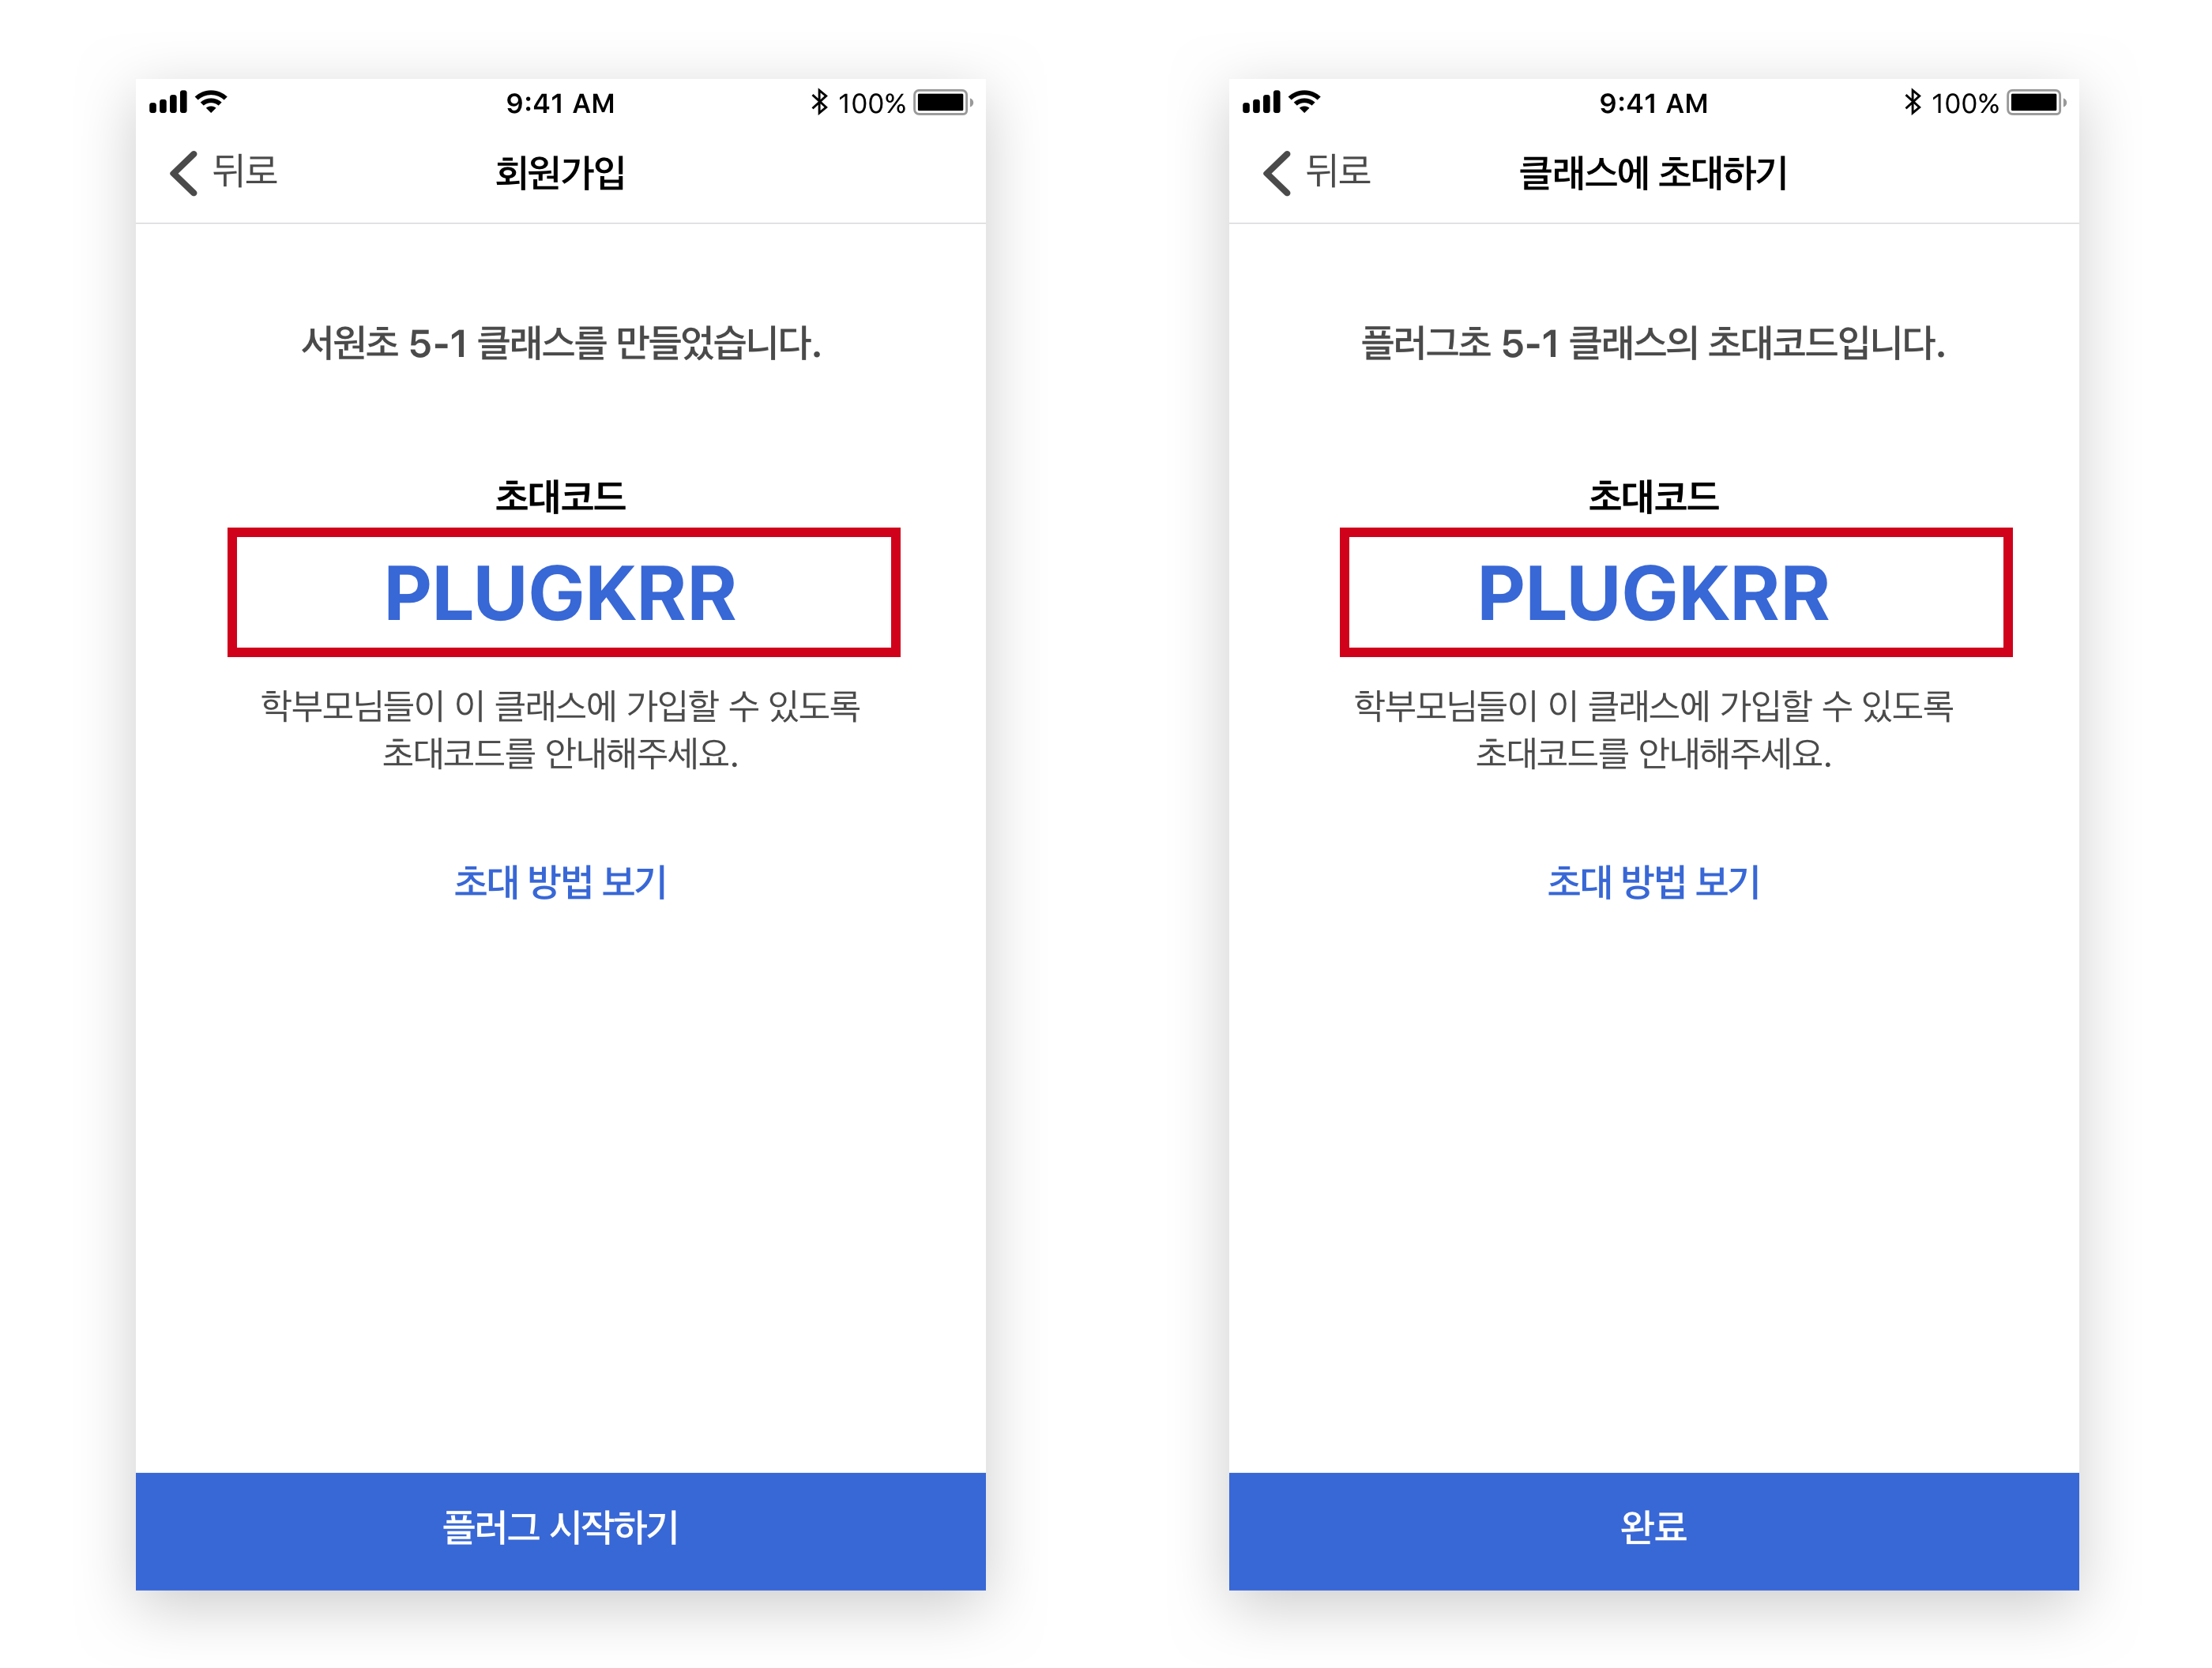 9:41 AM
100%
뒤로
회원가입
서원초 5-1 클래스를 만들었습니다.
초대코드
PLUGKRR
학부모님들이 이 클래스에 가입할 수 있도록
초대코드를 안내해주세요.
초대 방법 보기
플러그 시작하기
9:41 AM
100%
뒤로
클래스에 초대하기
플러그초 5-1 클래스의 초대코드입니다.
초대코드
PLUGKRR
학부모님들이 이 클래스에 가입할 수 있도록
초대코드를 안내해주세요.
초대 방법 보기
완료